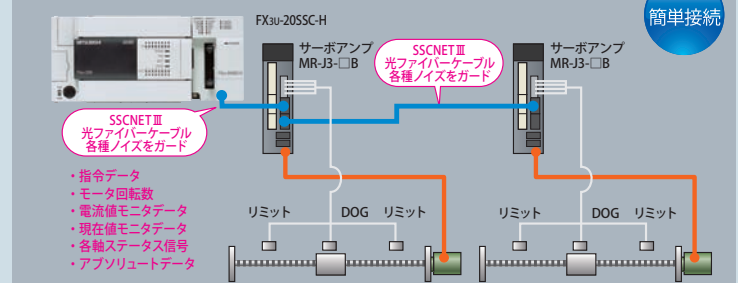 FX3U-20SSC-H
簡単接続
サーボアンプ
MR-J3-□B
SSCNETⅢ
光ファイバーケーブル
各種ノイズをガード
サーボアンプ
MR-J3-□B
SSCNETⅢ
光ファイバーケーブル
各種ノイズをガード
・指令データ
・モータ回転数
・電流値モニタデータ
・現在値モニタデータ
・各軸ステータス信号
・アブソリュートデータ
リミット DOG リミット
リミット DOG リミット